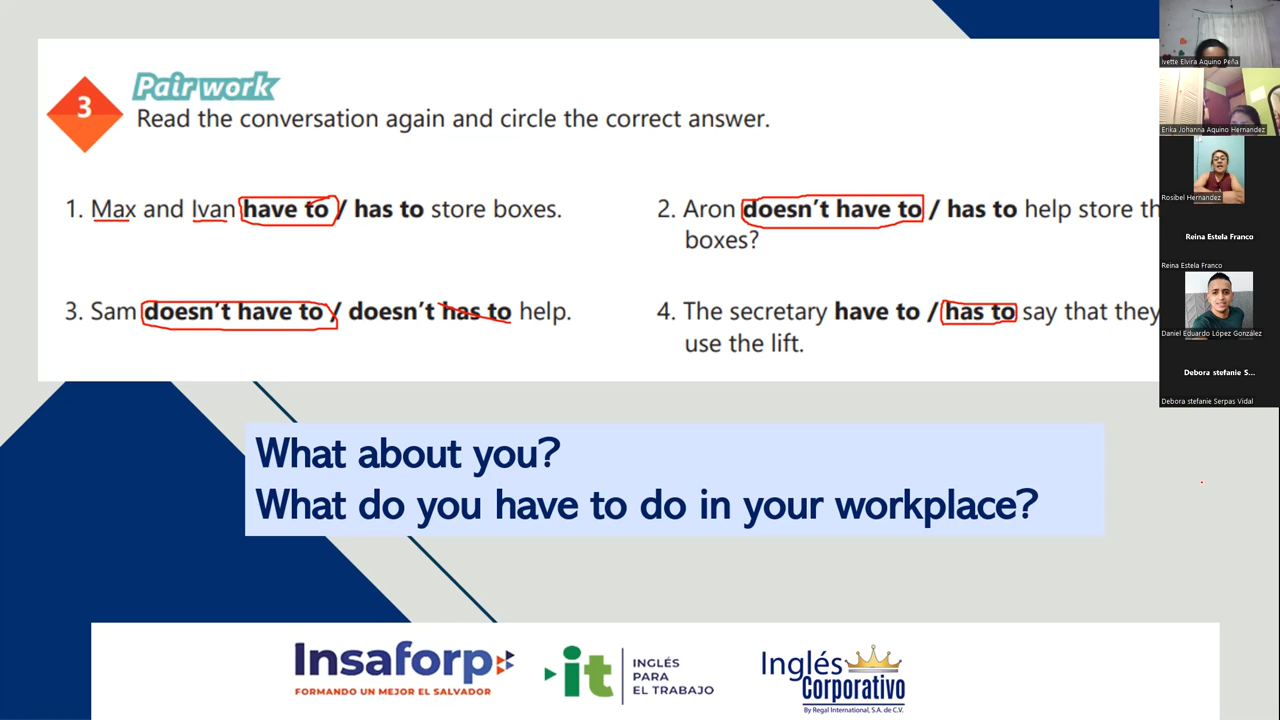 3
Pair work
Read the conversation again and circle the correct answer.
1. Max and Ivan have to / has to store boxes.
2. Aron doesn't have to / has to help store th
boxes?
3. Sam doesn't have to / doesn't has to help.
4. The secretary have to / has to say that they
use the lift.
What about you?
What do you have to do in your workplace?
Insaforp
FORMANDO UN MEJOR EL SALVADOR
it
INGLÉS
PARA
EL TRABAJO
Inglés
Corporativo
By Regal International, S.A. de C.V.
Ivette Elvira Aquino Peña
Erika Johanna Aquino Hernandez
Rosibel Hernandez
Reina Estela Franco
Reina Estela Franco
Daniel Eduardo López González
Debora stefanie S...
Debora stefanie Serpas Vidal